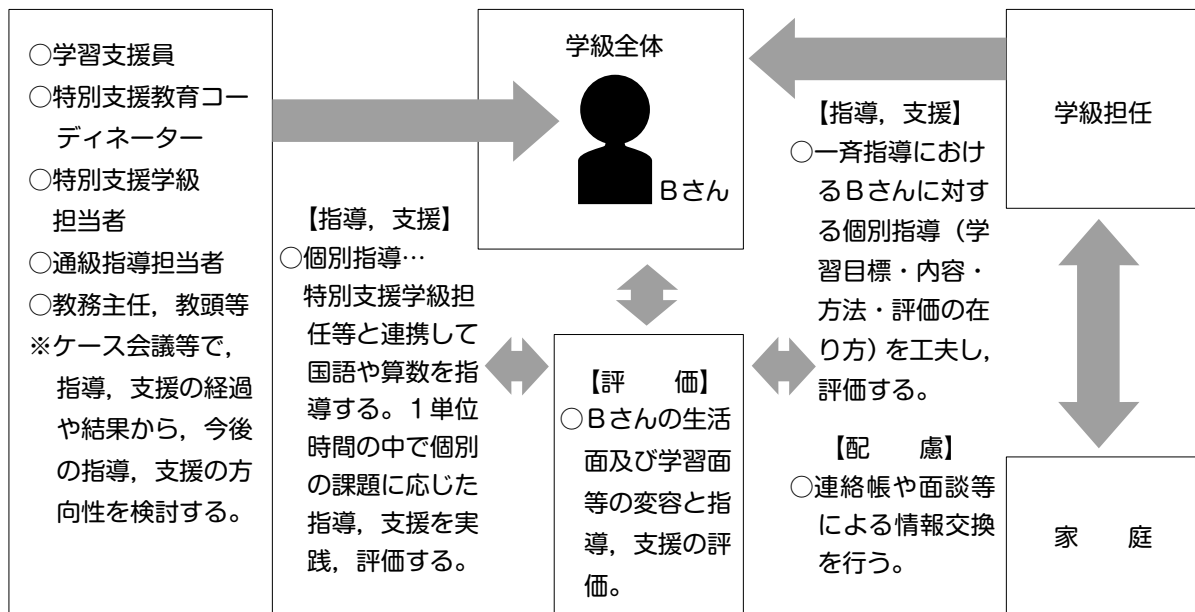 ○学習支援員
○特別支援教育コー
ディネーター
○特別支援学級
担当者
○通級指導担当者
○教務主任，教頭等
※ケース会議等で，
指導，支援の経過
や結果から，今後
の指導，支援の方
向性を検討する。
【指導，支援】
○個別指導…
特別支援学級担
任等と連携して
国語や算数を指
導する。１単位
時間の中で個別
の課題に応じた
指導，支援を実
践，評価する。
学級全体
Ｂさん
【評　　価】
○Ｂさんの生活
面及び学習面
等の変容と指
導，支援の評
価。
【指導，支援】
○一斉指導におけ
るＢさんに対す
る個別指導（学
習目標・内容・
方法・評価の在
り方）を工夫し，
評価する。
【配　　慮】
○連絡帳や面談等
による情報交換
を行う。
学級担任
家　　庭